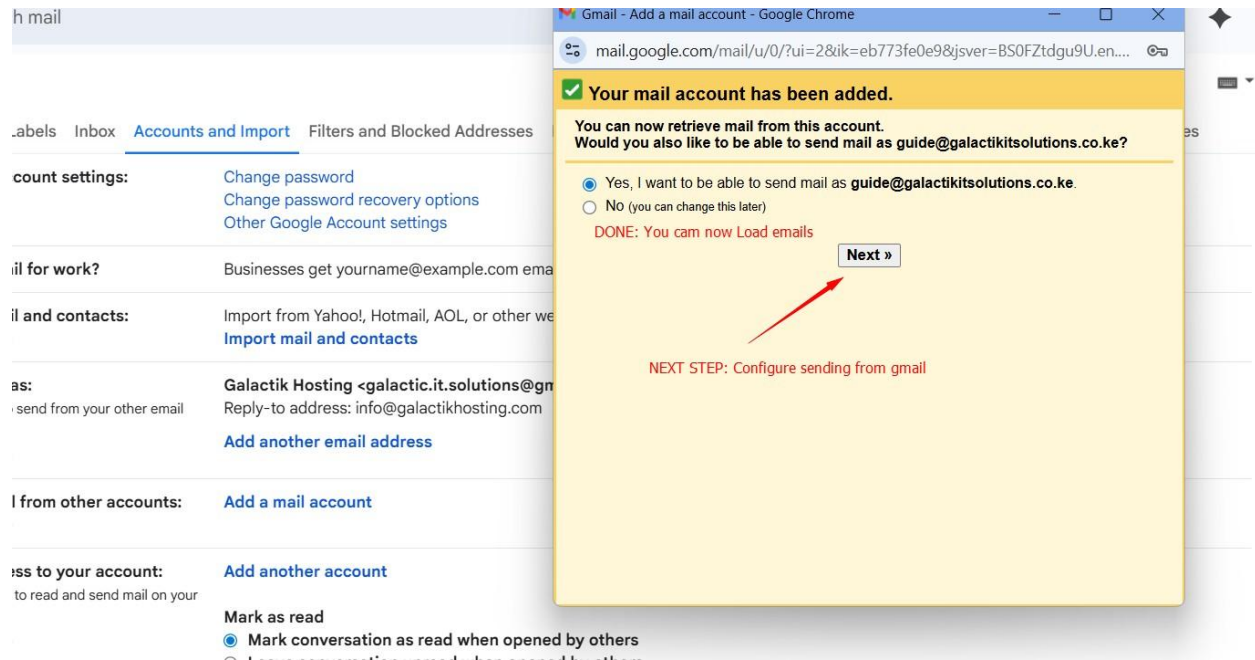 h mail
Gmail - Add a mail account - Google Chrome
mail.google.com/mail/u/0/?ui=2&ik=eb773fe0e9&jsver=BS0FZtdgu9U.en....
Your mail account has been added.
You can now retrieve mail from this account.
Would you also like to be able to send mail as guide@galactikitsolutions.co.ke?
Yes, I want to be able to send mail as guide@galactikitsolutions.co.ke.
No (you can change this later)
DONE: You cam now Load emails
Next »
NEXT STEP: Configure sending from gmail
Labels Inbox Accounts and Import Filters and Blocked Addresses
es
count settings:
Change password
Change password recovery options
Other Google Account settings
il for work?
Businesses get yourname@example.com ema
il and contacts:
Import from Yahoo!, Hotmail, AOL, or other we
Import mail and contacts
as:
Galactik Hosting <galactic.it.solutions@gm
send from your other email
Reply-to address: info@galactikhosting.com
Add another email address
l from other accounts:
Add a mail account
ess to your account:
Add another account
to read and send mail on your
Mark as read
Mark conversation as read when opened by others